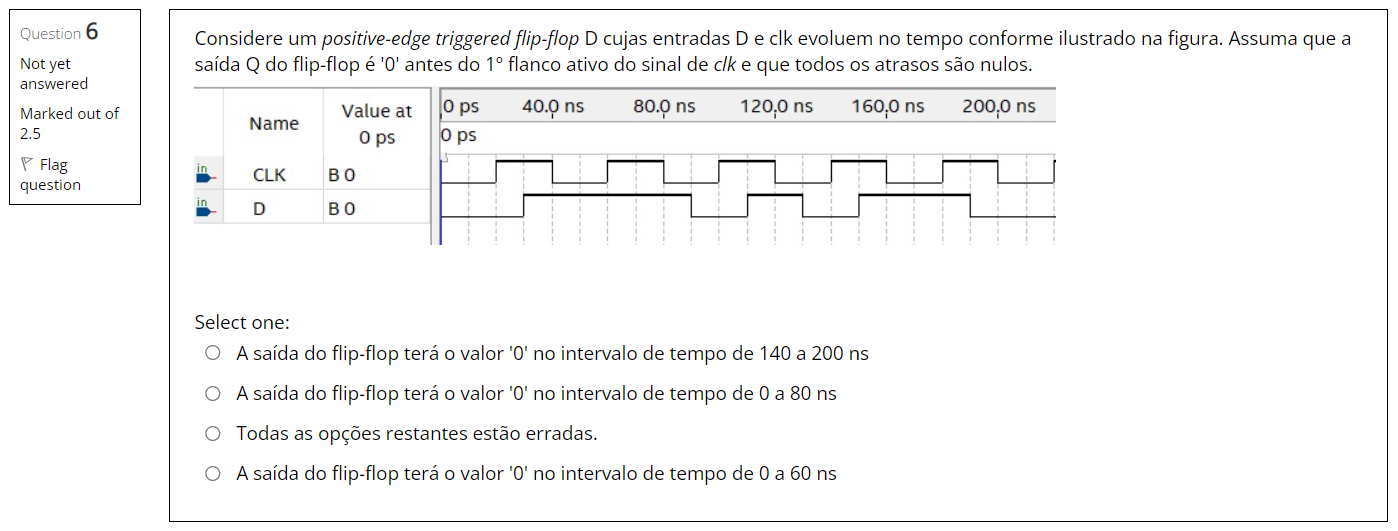 Question 6
Not yet
answered
Marked out of
2.5
Flag
question
Considere um positive-edge triggered flip-flop D cujas entradas D e clk evoluem no tempo conforme ilustrado na figura. Assuma que a
saída Q do flip-flop é '0' antes do 1º flanco ativo do sinal de clk e que todos os atrasos são nulos.
Name
Value at
0 ps
0 ps 40.0 ns 80.0 ns 120.0 ns 160.0 ns 200.0 ns
0 ps
in CLK B 0
in D B 0
Select one:
A saída do flip-flop terá o valor '0' no intervalo de tempo de 140 a 200 ns
A saída do flip-flop terá o valor '0' no intervalo de tempo de 0 a 80 ns
Todas as opções restantes estão erradas.
A saída do flip-flop terá o valor '0' no intervalo de tempo de 0 a 60 ns